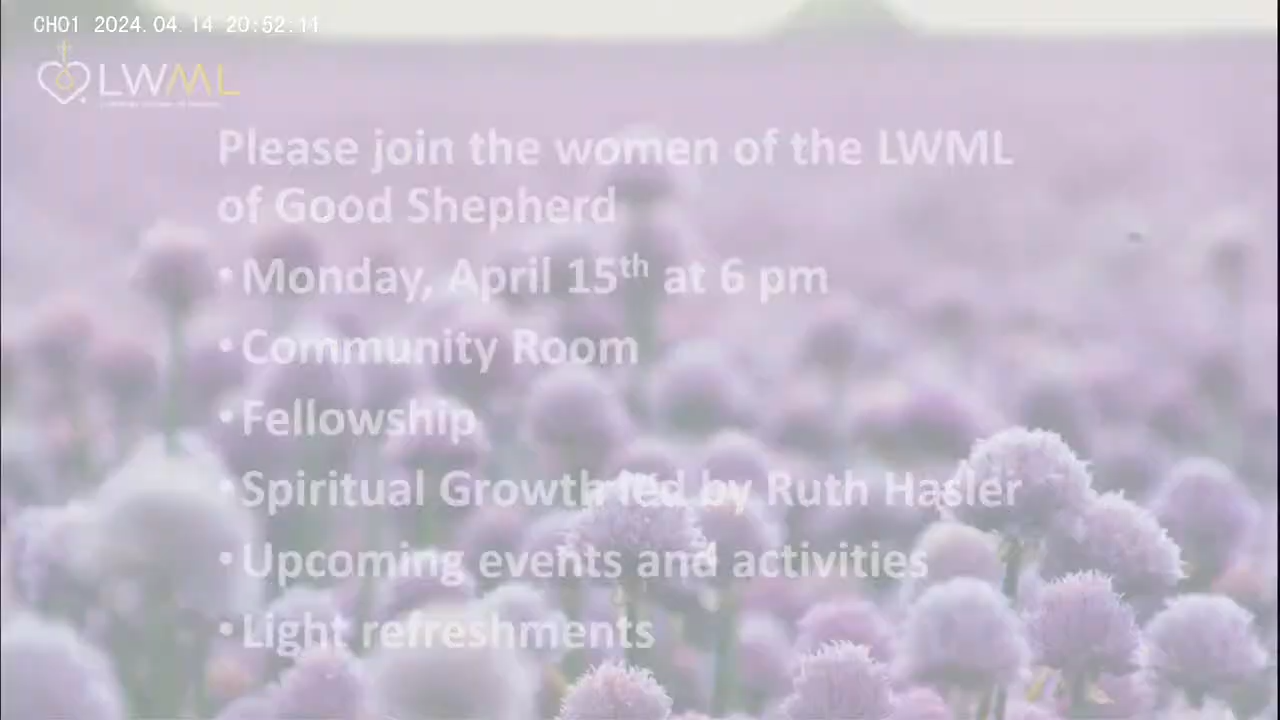 CH01 2024.04.14 20:52:11
LWML
Please join the women of the LWML
of Good Shepherd
• Monday, April 15th at 6 pm
• Community Room
• Fellowship
• Spiritual Growth led by Ruth Hasler
• Upcoming events and activities
• Light refreshments